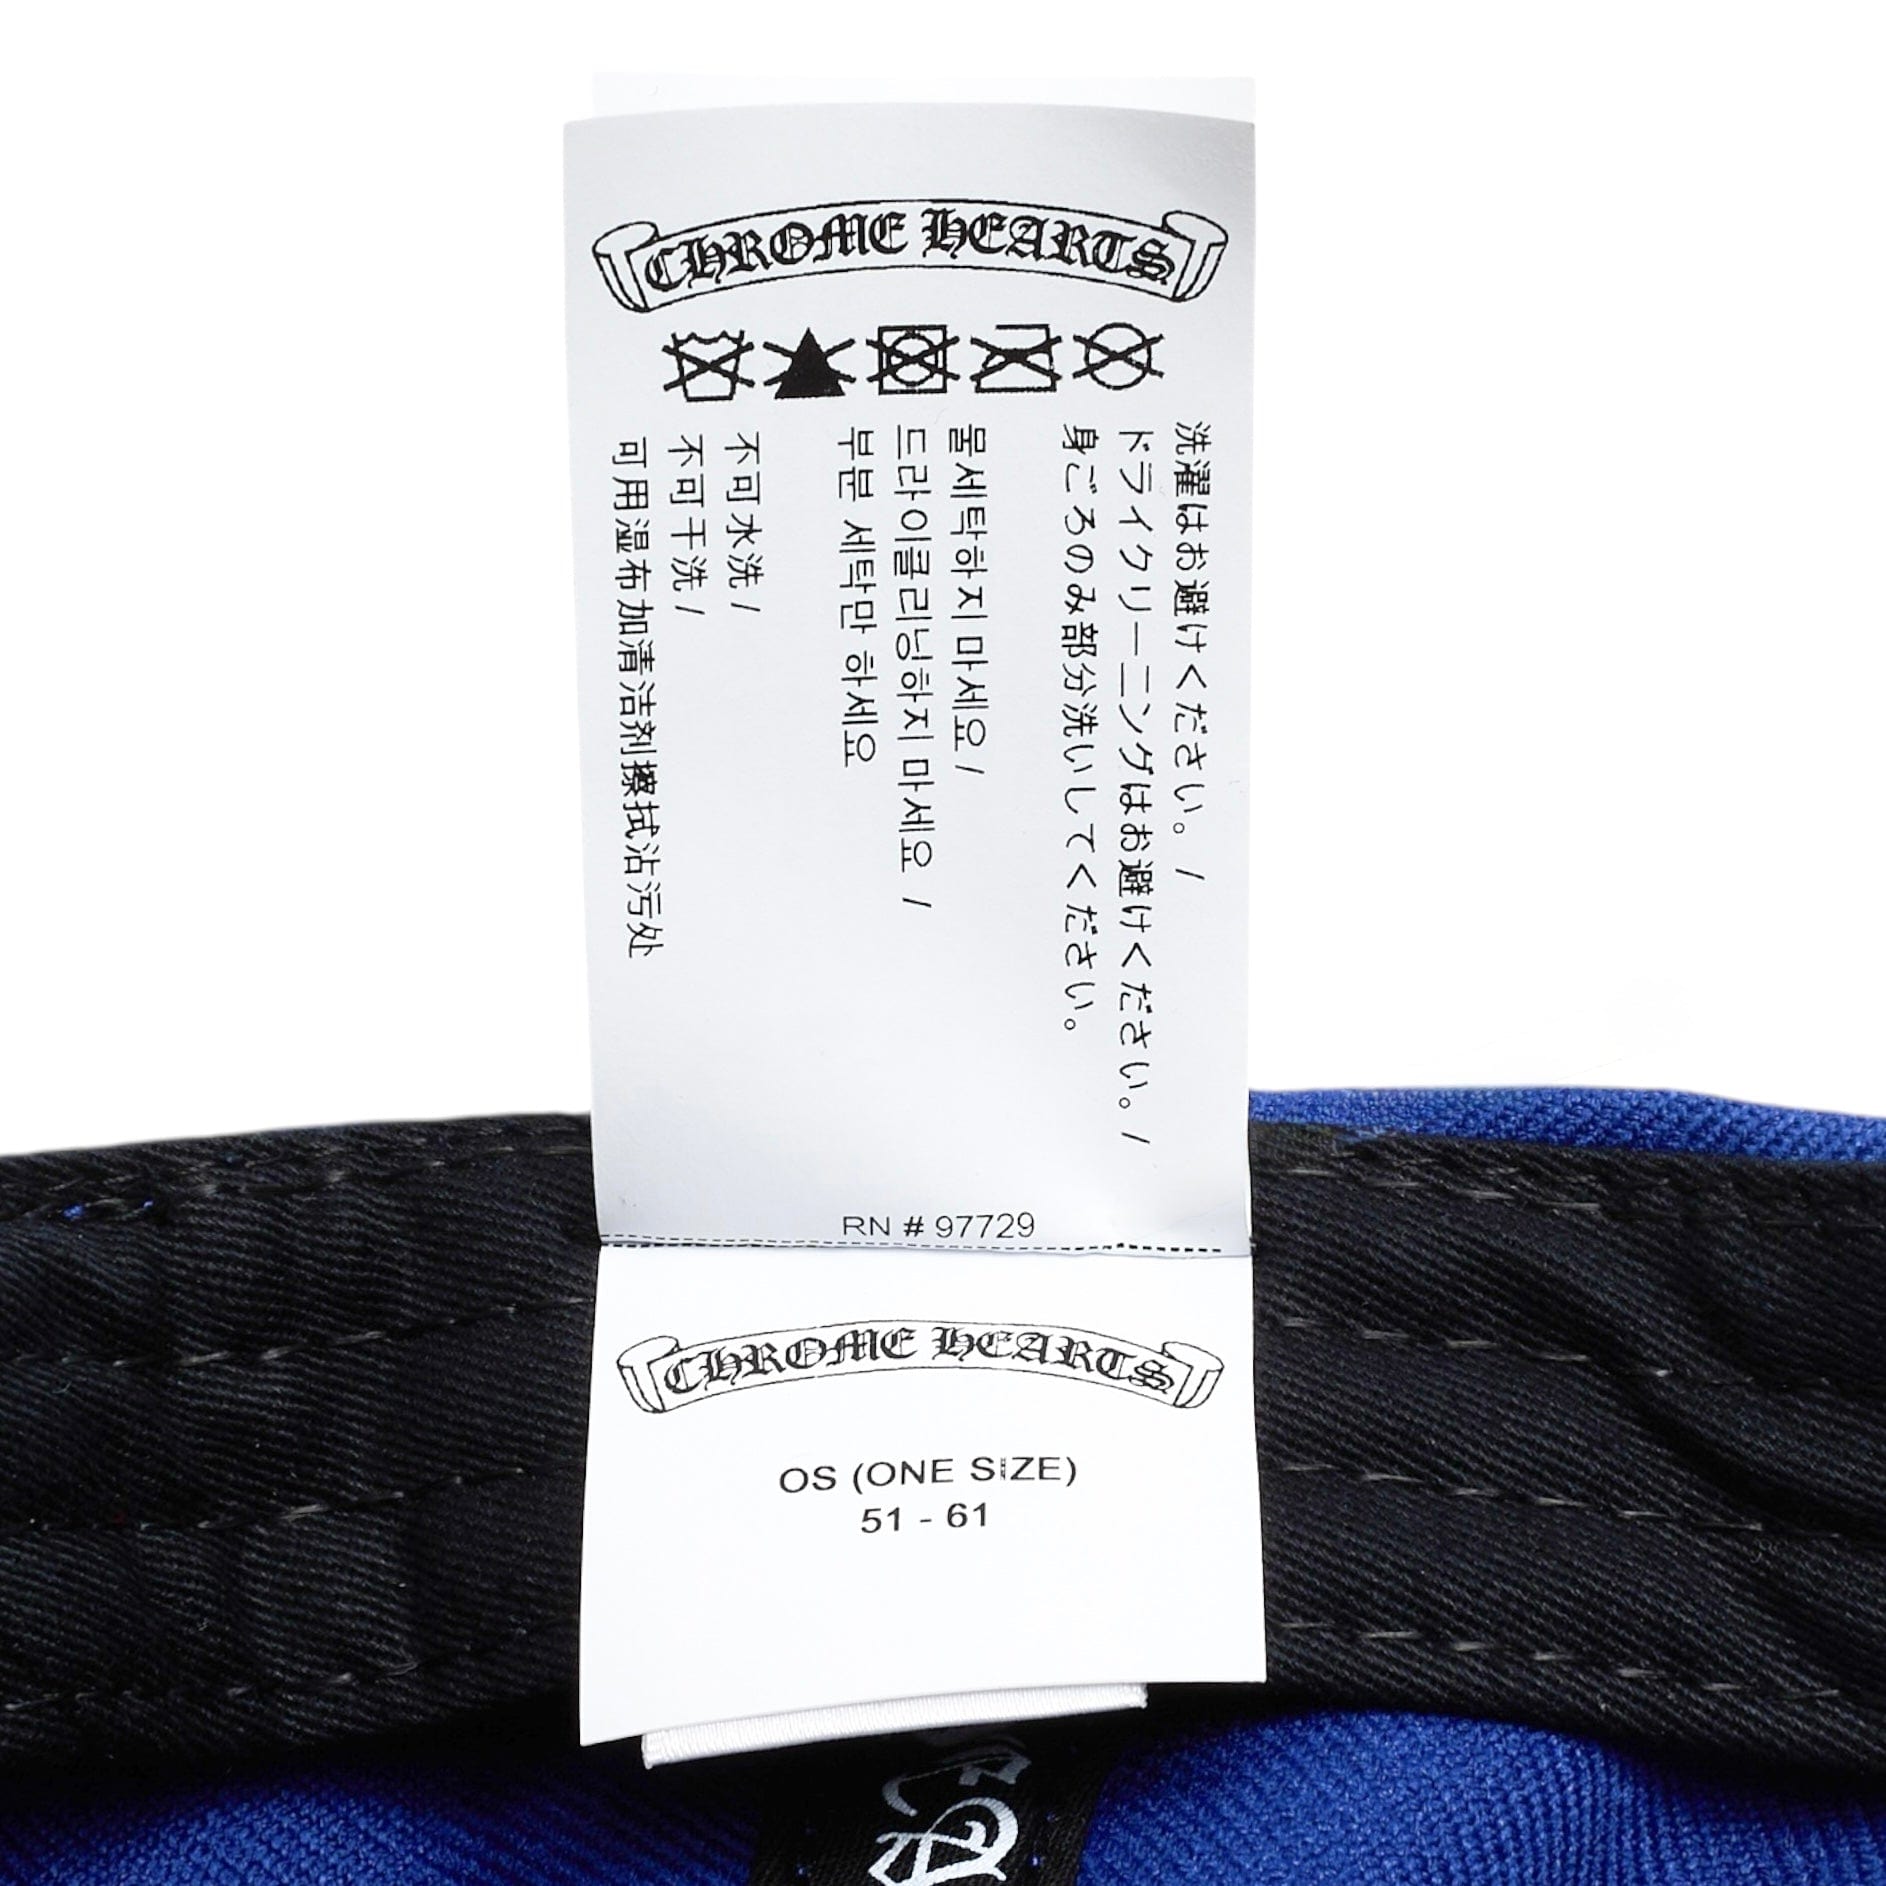 CHROME HEARTS
洗濯はお避けください。/
ドライクリーニングはお避けください。/
身ごろのみ部分洗いしてください。
물세탁하지 마세요 /
드라이클리닝하지 마세요 /
부분 세탁만 하세요
不可水洗 /
不可干洗 /
可用湿布加清洁剂擦拭沾污处
RN # 97729
CHROME HEARTS
OS (ONE SIZE)
51 - 61